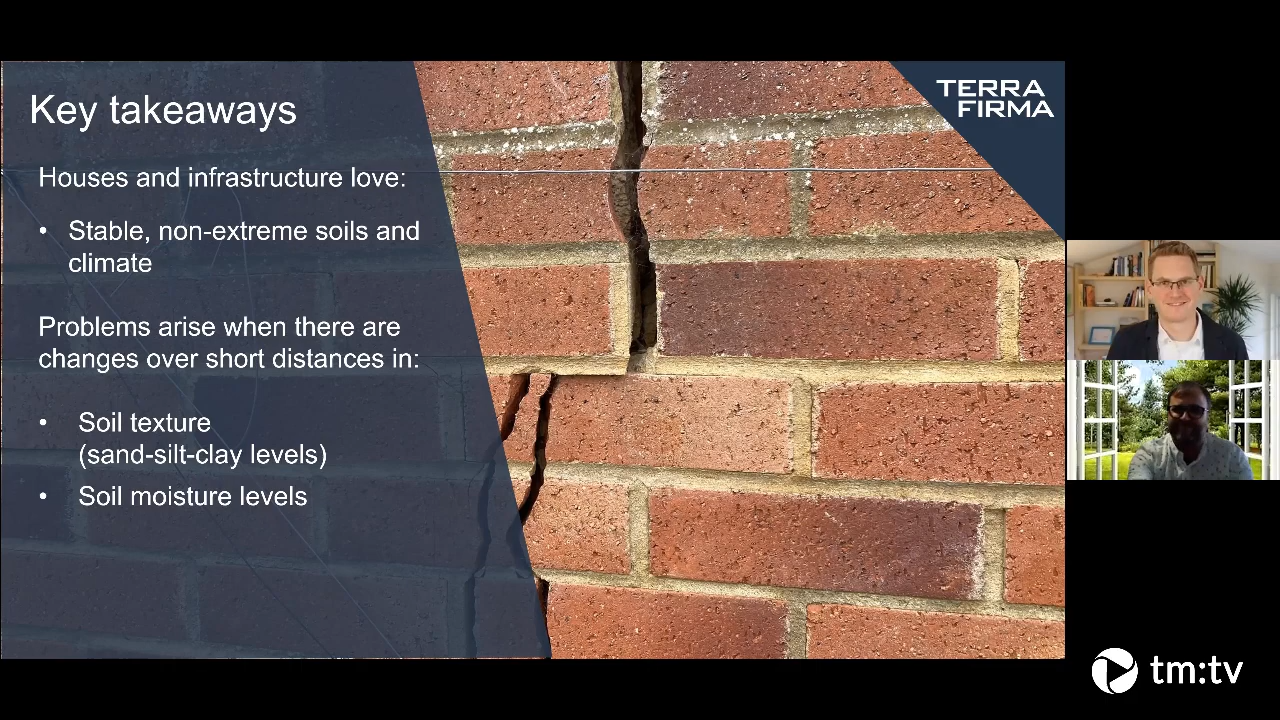 Key takeaways
TERRA
FIRMA
Houses and infrastructure love:
• Stable, non-extreme soils and
climate
Problems arise when there are
changes over short distances in:
• Soil texture
(sand-silt-clay levels)
• Soil moisture levels
tm:tv